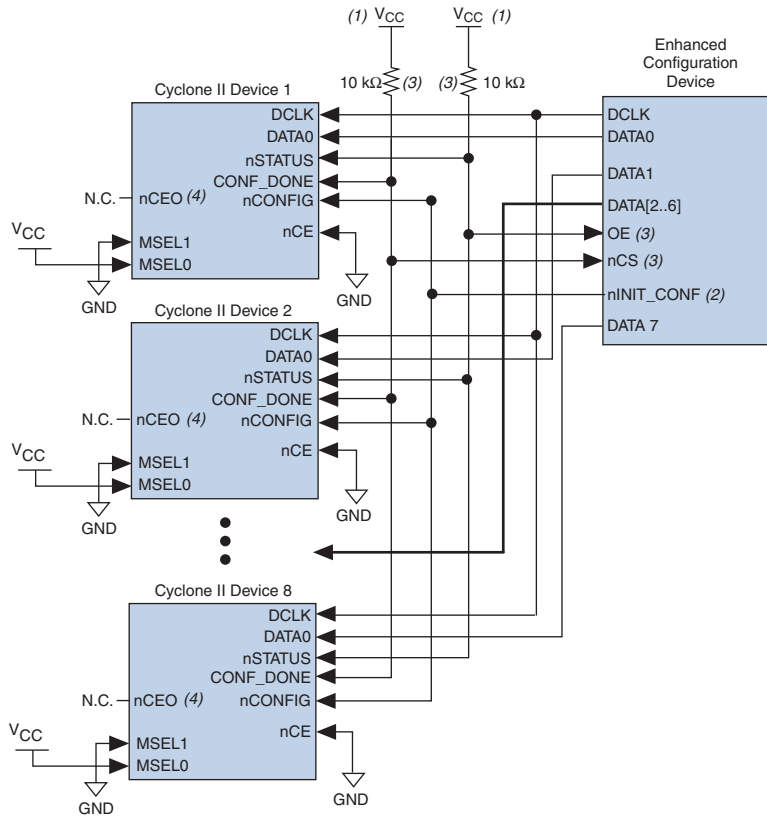 (1) VCC
VCC (1)
10 kΩ (3)
(3) 10 kΩ
Enhanced
Configuration
Device
DCLK
DATA0
DATA1
DATA[2..6]
OE (3)
nCS (3)
nINIT_CONF (2)
DATA 7
Cyclone II Device 1
DCLK
DATA0
nSTATUS
CONF_DONE
nCONFIG
nCE
N.C. nCEO (4)
MSEL1
MSEL0
VCC
GND
GND
Cyclone II Device 2
DCLK
DATA0
nSTATUS
CONF_DONE
nCONFIG
nCE
N.C. nCEO (4)
MSEL1
MSEL0
VCC
GND
GND
Cyclone II Device 8
DCLK
DATA0
nSTATUS
CONF_DONE
nCONFIG
nCE
N.C. nCEO (4)
MSEL1
MSEL0
VCC
GND
GND